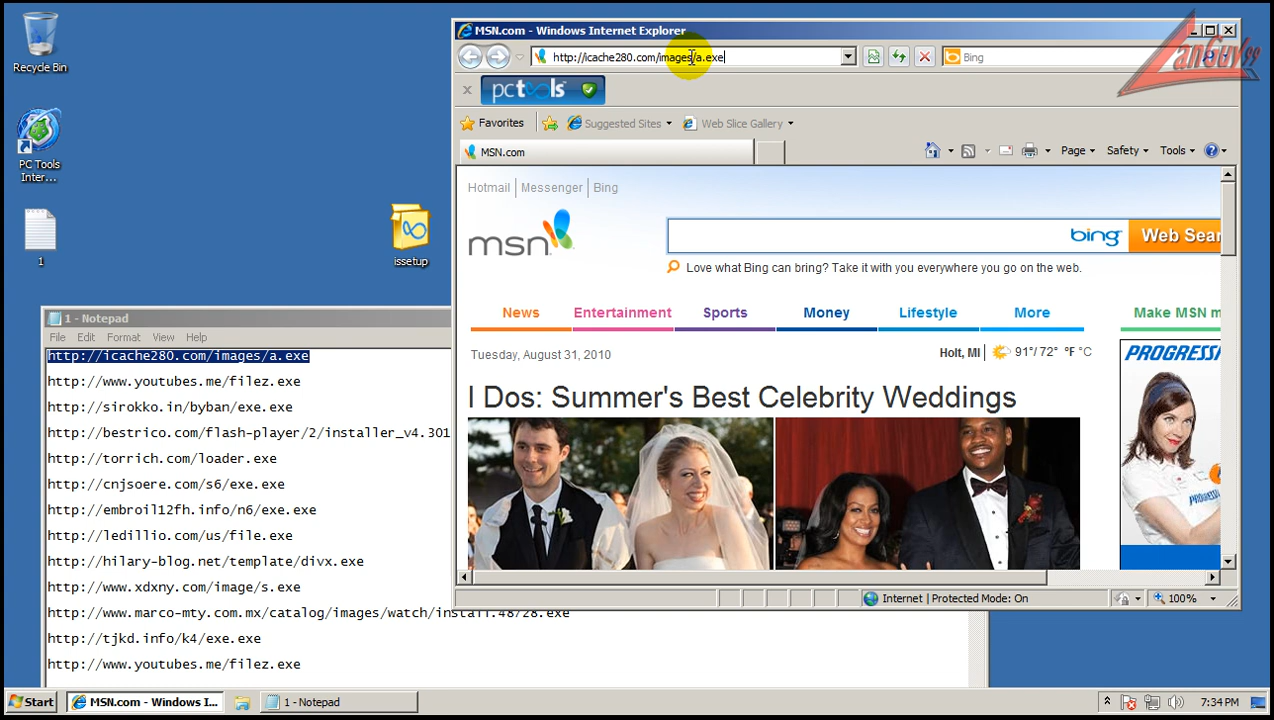 Recycle Bin
PC Tools
Inter...
1
issetup
MSN.com - Windows Internet Explorer
http://icache280.com/images/a.exe
Bing
pctools
Favorites
Suggested Sites
Web Slice Gallery
MSN.com
Page
Safety
Tools
Hotmail | Messenger | Bing
msn
bing
Web Sear
Love what Bing can bring? Take it with you everywhere you go on the web.
News
Entertainment
Sports
Money
Lifestyle
More
Make MSN m
Tuesday, August 31, 2010
Holt, MI | 91°/ 72° °F °C
PROGRESSI
I Dos: Summer's Best Celebrity Weddings
Internet | Protected Mode: On
100%
1 - Notepad
File Edit Format View Help
http://icache280.com/images/a.exe
http://www.youtubes.me/filez.exe
http://sirokko.in/byban/exe.exe
http://bestrico.com/flash-player/2/installer_v4.301
http://torrich.com/loader.exe
http://cnjsoere.com/s6/exe.exe
http://embroil12fh.info/n6/exe.exe
http://ledillio.com/us/file.exe
http://hilary-blog.net/template/divx.exe
http://www.xdxny.com/image/s.exe
http://www.marco-mty.com.mx/catalog/images/watch/install.48/28.exe
http://tjkd.info/k4/exe.exe
http://www.youtubes.me/filez.exe
Start
MSN.com - Windows I...
1 - Notepad
7:34 PM